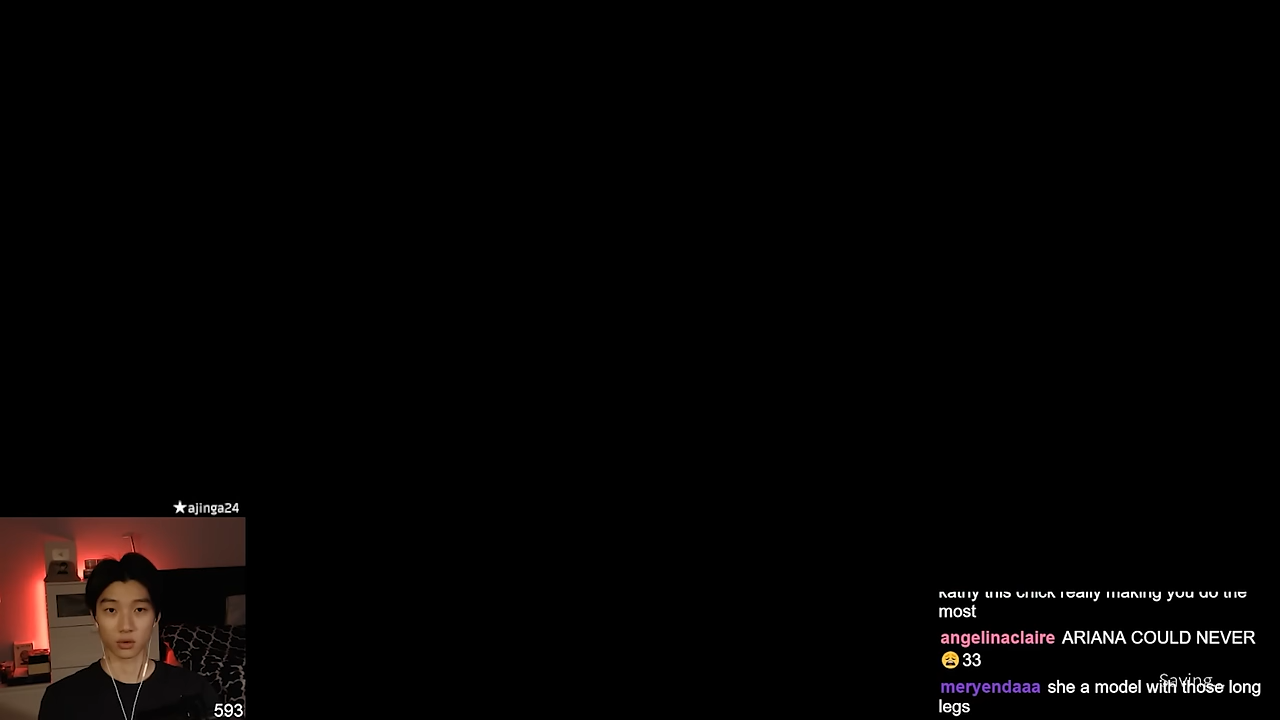 ★ajinga24
593
kathy this chick really making you do the
most
angelinaclaire ARIANA COULD NEVER
😩33
Saving...
meryendaaa she a model with those long
legs